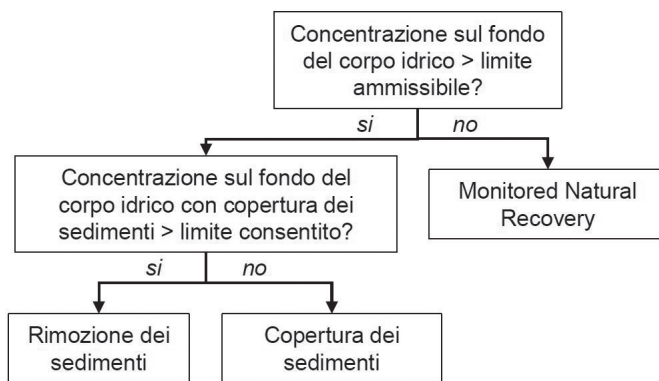 Concentrazione sul fondo
del corpo idrico > limite
ammissibile?
si
no
Concentrazione sul fondo del
corpo idrico con copertura dei
sedimenti > limite consentito?
Monitored Natural
Recovery
si
no
Rimozione dei
sedimenti
Copertura dei
sedimenti